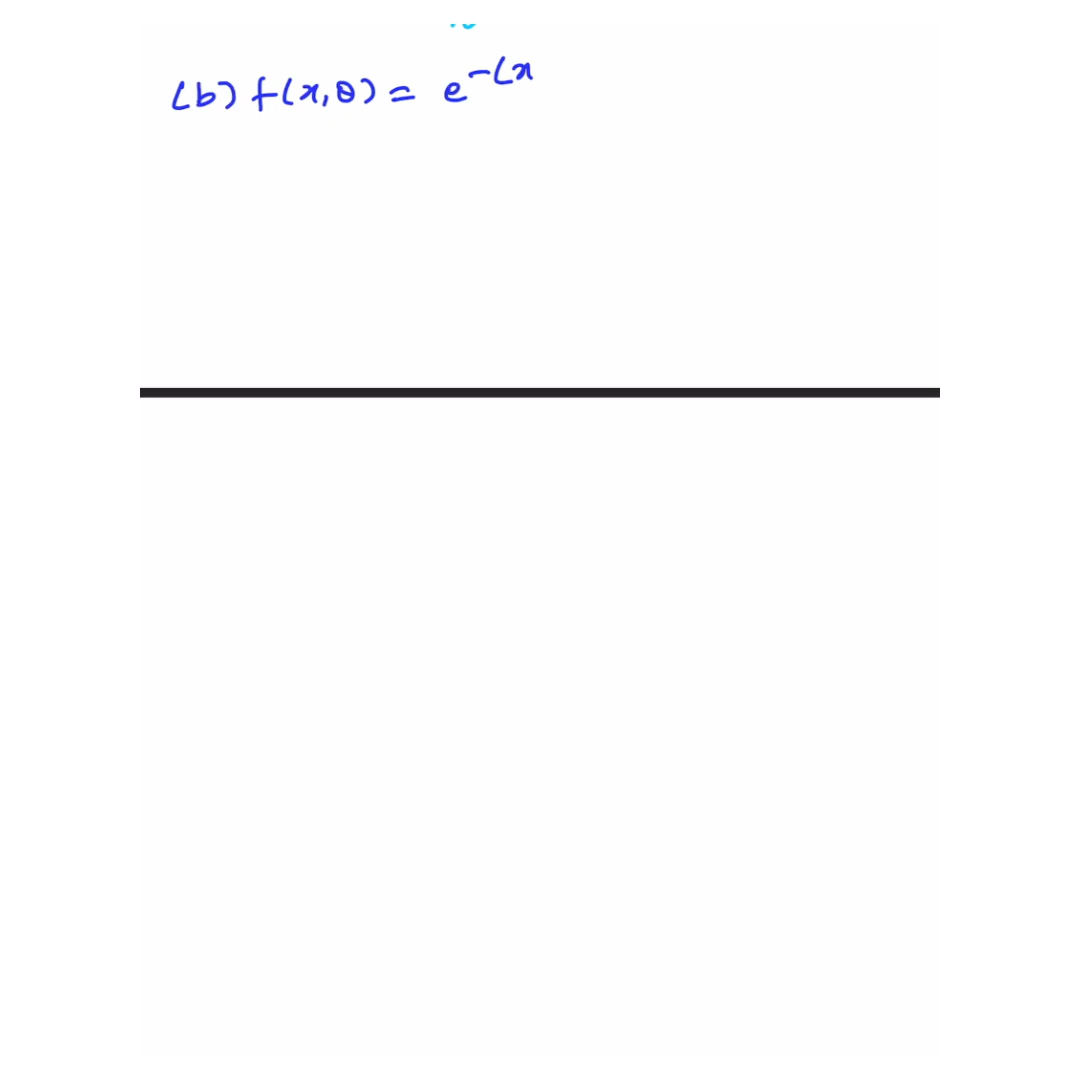 (b) f(x,θ) = e^-(x